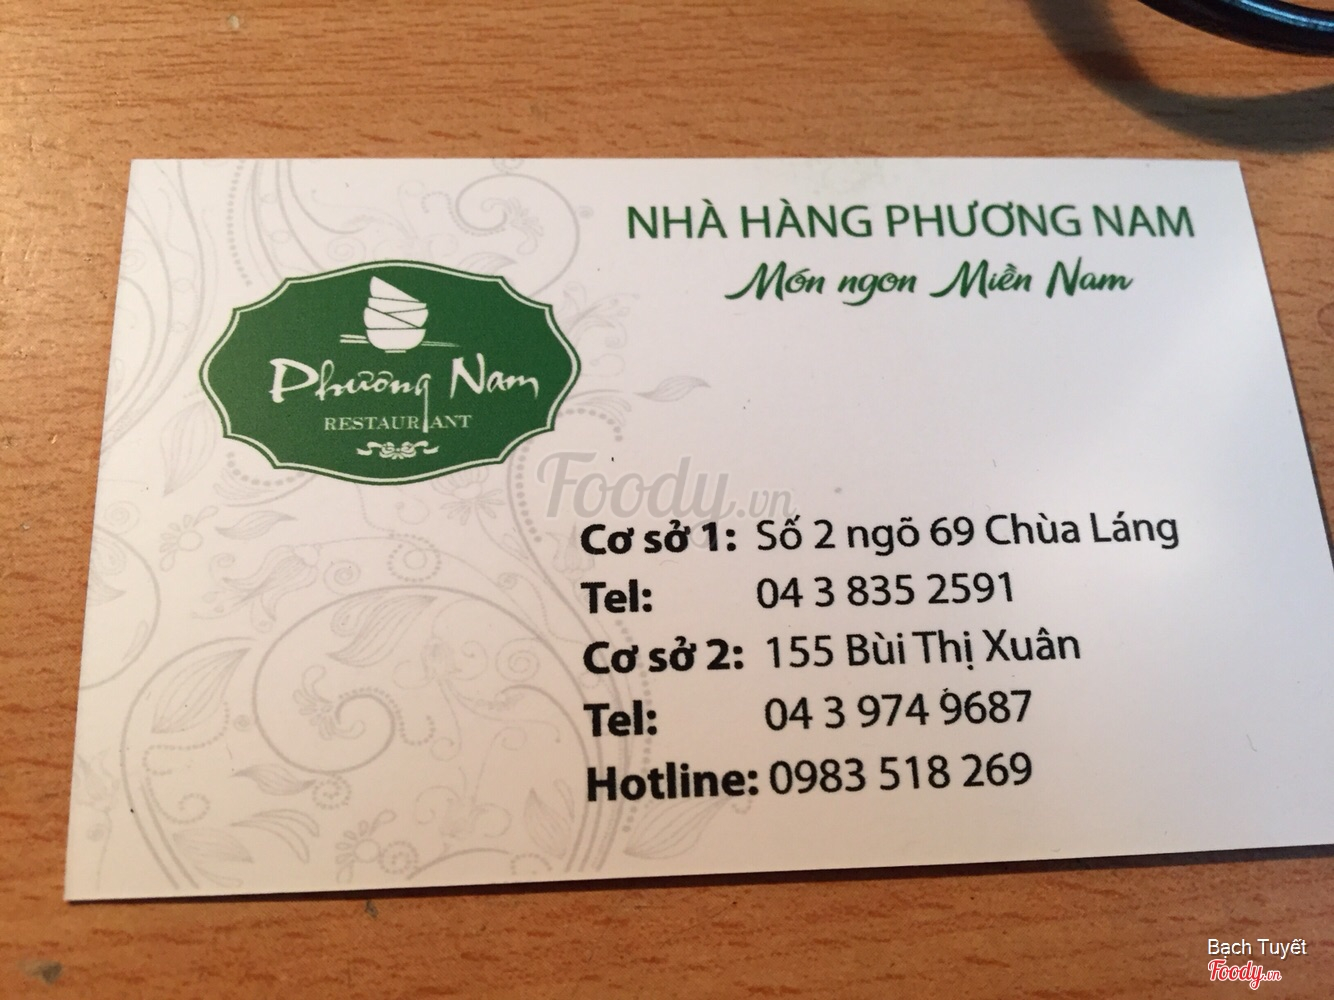 NHÀ HÀNG PHƯƠNG NAM
Món ngon Miền Nam
Phương Nam
RESTAURANT
Foody.vn
Cơ sở 1: Số 2 ngõ 69 Chùa Láng
Tel: 04 3 835 2591
Cơ sở 2: 155 Bùi Thị Xuân
Tel: 04 3 974 9687
Hotline: 0983 518 269
Bạch Tuyết
Foody.vn